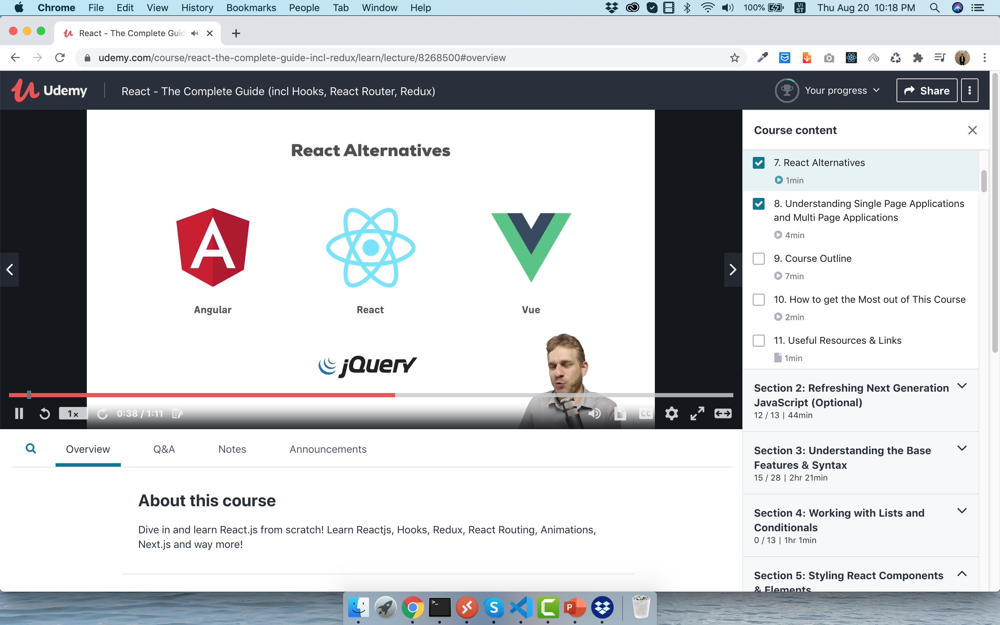 Chrome File Edit View History Bookmarks People Tab Window Help
100% VI ST Thu Aug 20 10:18 PM
React - The Complete Guid
udemy.com/course/react-the-complete-guide-incl-redux/learn/lecture/8268500#overview
Udemy
React - The Complete Guide (incl Hooks, React Router, Redux)
Your progress
Share
React Alternatives
Angular
React
Vue
jQuery
1x
0:38 / 1:11
CC
Course content
7. React Alternatives
1min
8. Understanding Single Page Applications
and Multi Page Applications
4min
9. Course Outline
7min
10. How to get the Most out of This Course
2min
11. Useful Resources & Links
1min
Section 2: Refreshing Next Generation
JavaScript (Optional)
12 / 13 | 44min
Section 3: Understanding the Base
Features & Syntax
15 / 28 | 2hr 21min
Section 4: Working with Lists and
Conditionals
0 / 13 | 1hr 1min
Section 5: Styling React Components
& Elements
Overview Q&A Notes Announcements
About this course
Dive in and learn React.js from scratch! Learn Reactjs, Hooks, Redux, React Routing, Animations,
Next.js and way more!